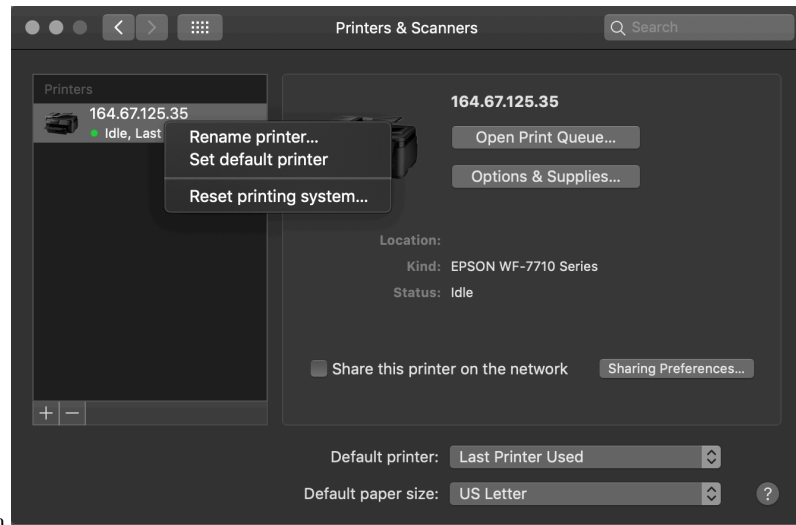 Printers & Scanners
Search
Printers
164.67.125.35
Idle, Last
Rename printer...
Set default printer
Reset printing system...
164.67.125.35
Open Print Queue...
Options & Supplies...
Location:
Kind: EPSON WF-7710 Series
Status: Idle
Share this printer on the network
Sharing Preferences...
Default printer: Last Printer Used
Default paper size: US Letter
?